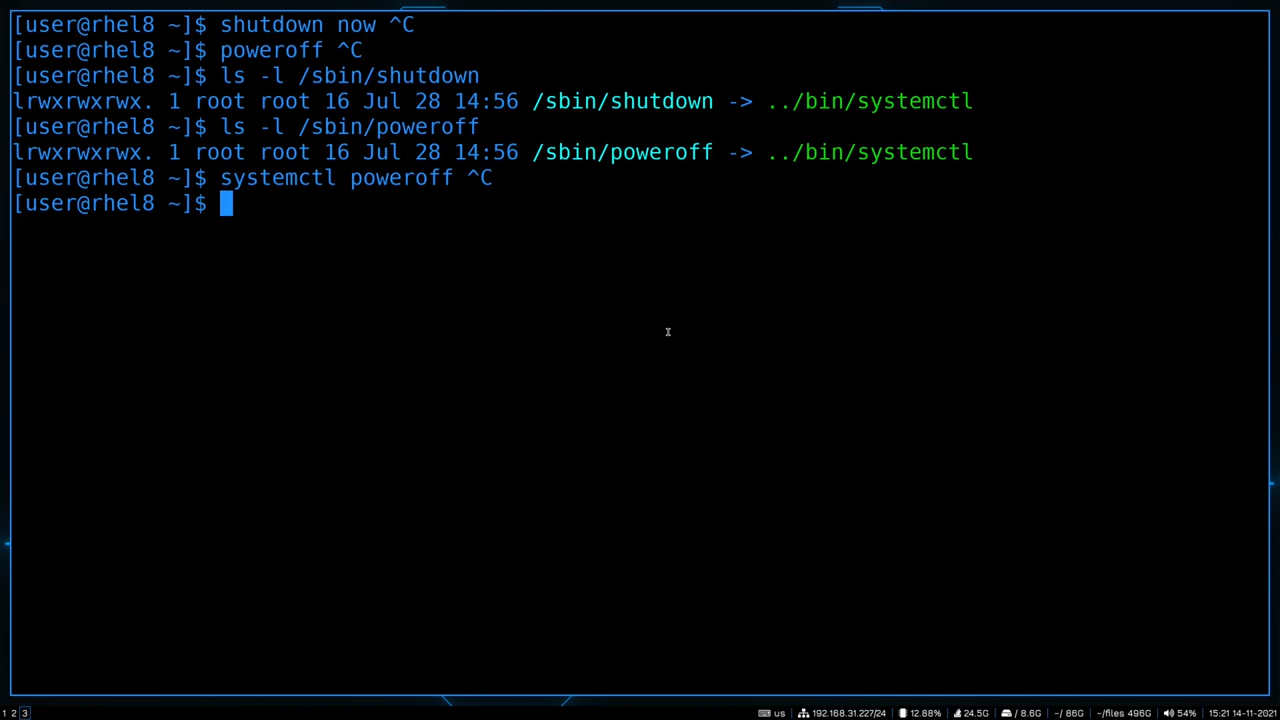 [user@rhel8 ~]$ shutdown now ^C
[user@rhel8 ~]$ poweroff ^C
[user@rhel8 ~]$ ls -l /sbin/shutdown
lrwxrwxrwx. 1 root root 16 Jul 28 14:56 /sbin/shutdown -> ../bin/systemctl
[user@rhel8 ~]$ ls -l /sbin/poweroff
lrwxrwxrwx. 1 root root 16 Jul 28 14:56 /sbin/poweroff -> ../bin/systemctl
[user@rhel8 ~]$ systemctl poweroff ^C
[user@rhel8 ~]$
1 2 3 us 192.168.31.227/24 12.88% 24.5G / 8.6G ~/ 86G ~/files 496G 54% 15:21 14-11-2021